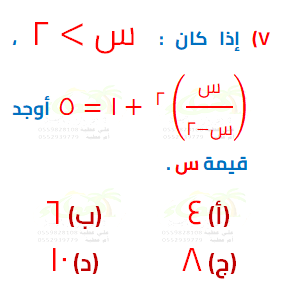 ٧) إذا كان : س < ٢ ،
(س / س-٢)^٢ + ١ = ٥ أوجد
قيمة س .
(أ) ٤ (ب) ٦
(ج) ٨ (د) ١٠